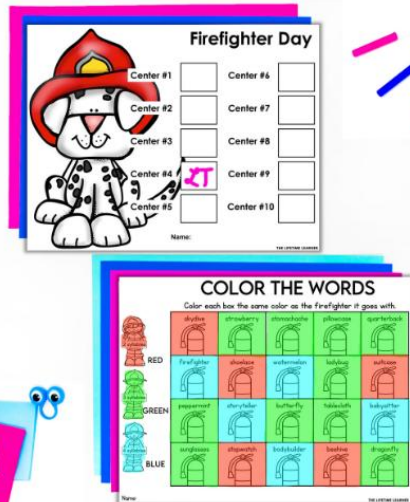 Firefighter Day
Center #1 Center #6
Center #2 Center #7
Center #3 Center #8
Center #4 LT Center #9
Center #5 Center #10
Name:
THE LIFETIME LEARNER
COLOR THE WORDS
Color each box the same color as the firefighter it goes with.
skydive strawberry stomachache pillowcase quarterback
RED
firefighter shoelace watermelon ladybug suitcase
GREEN
peppermint storyteller butterfly tablecloth babysitter
BLUE
sunglasses stopwatch bodybuilder beehive dragonfly
Name:
THE LIFETIME LEARNER